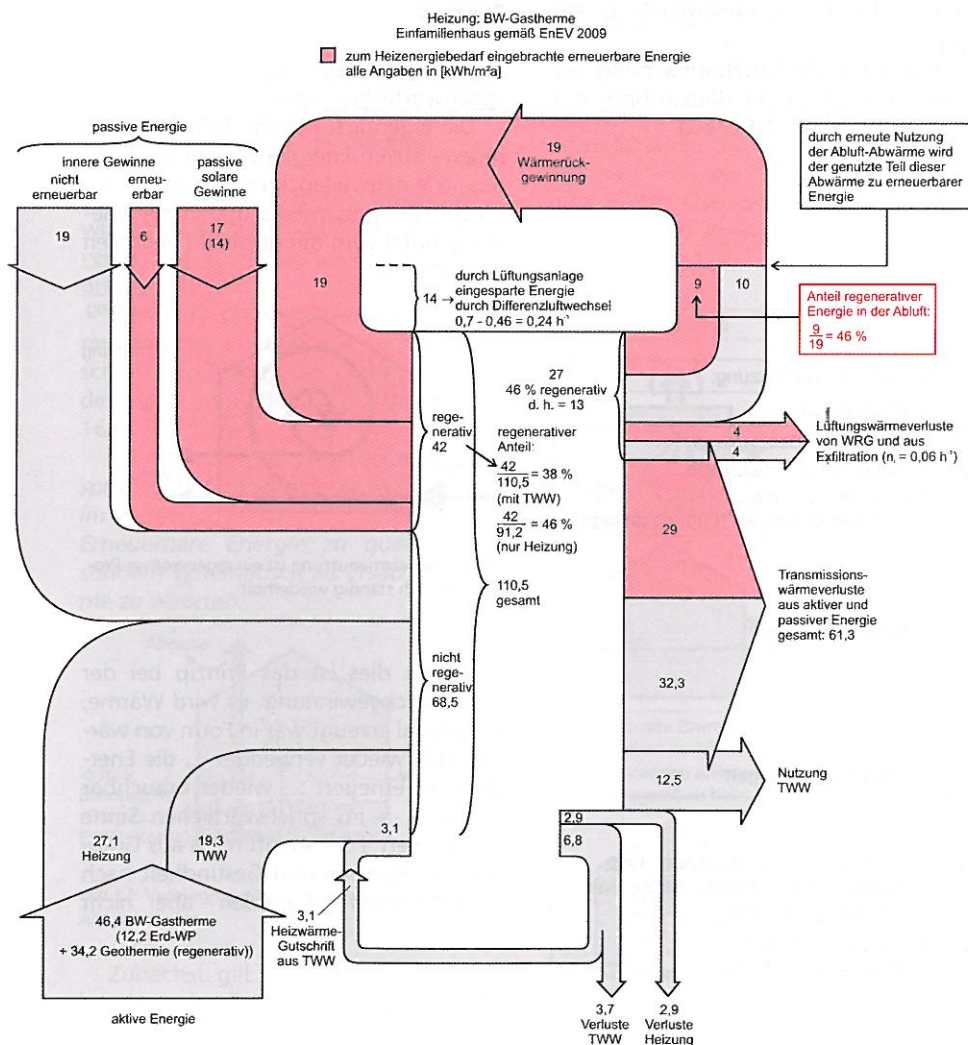 Heizung: BW-Gastherme
Einfamilienhaus gemäß EnEV 2009
zum Heizenergiebedarf eingebrachte erneuerbare Energie
alle Angaben in [kWh/m²a]
passive Energie
innere Gewinne
nicht
erneuerbar
erneu-
erbar
passive
solare
Gewinne
19
6
17
(14)
19
Wärmerück-
gewinnung
durch erneute Nutzung
der Abluft-Abwärme wird
der genutzte Teil dieser
Abwärme zu erneuerbarer
Energie
19
14
durch Lüftungsanlage
eingesparte Energie
durch Differenzluftwechsel
0,7 - 0,46 = 0,24 h⁻¹
9
10
Anteil regenerativer
Energie in der Abluft:
9
19
= 46 %
27
46 % regenerativ
d. h. = 13
rege-
nerativ
42
regenerativer
Anteil:
42
110,5
= 38 %
(mit TWW)
42
91,2
= 46 %
(nur Heizung)
110,5
gesamt
4
4
Lüftungswärmeverluste
von WRG und aus
Exfiltration (n, = 0,06 h⁻¹)
29
Transmissions-
wärmeverluste
aus aktiver und
passiver Energie
gesamt: 61,3
nicht
rege-
nerativ
68,5
32,3
12,5
Nutzung
TWW
27,1
Heizung
19,3
TWW
3,1
2,9
6,8
46,4 BW-Gastherme
(12,2 Erd-WP
+ 34,2 Geothermie (regenerativ))
3,1
Heizwärme-
Gutschrift
aus TWW
aktive Energie
3,7
Verluste
TWW
2,9
Verluste
Heizung